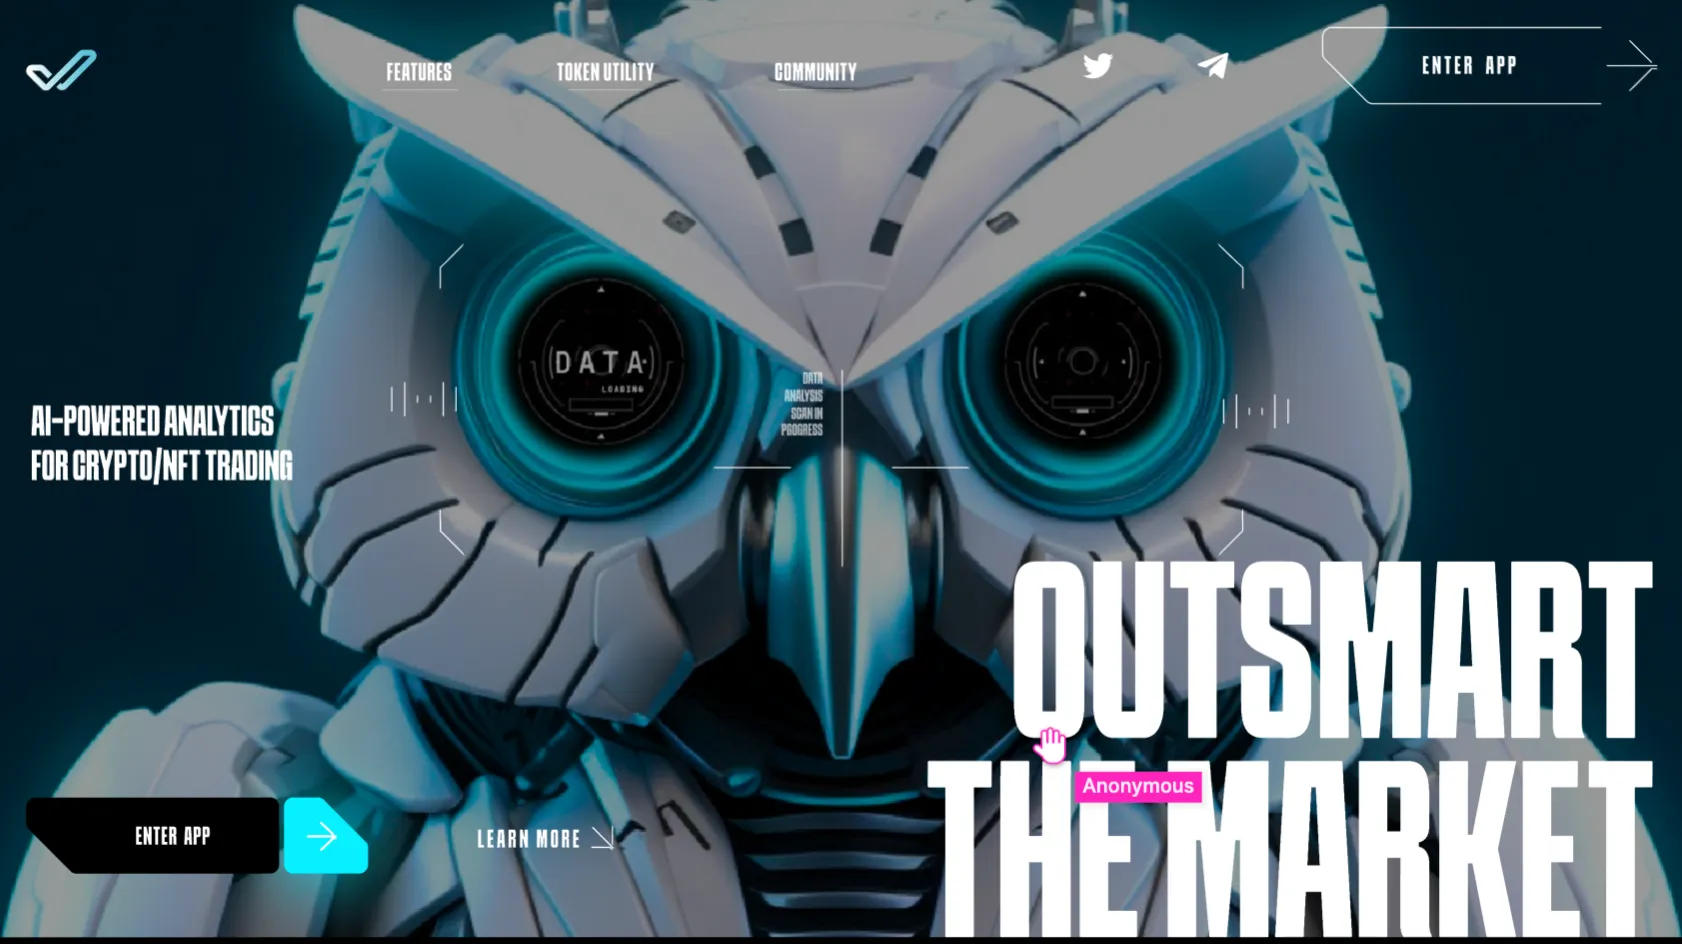 FEATURES
TOKEN UTILITY
COMMUNITY
ENTER APP
DATA
LOADING
DATA
ANALYSIS
SCAN IN
PROGRESS
AI-POWERED ANALYTICS
FOR CRYPTO/NFT TRADING
OUTSMART
THE MARKET
Anonymous
ENTER APP
LEARN MORE